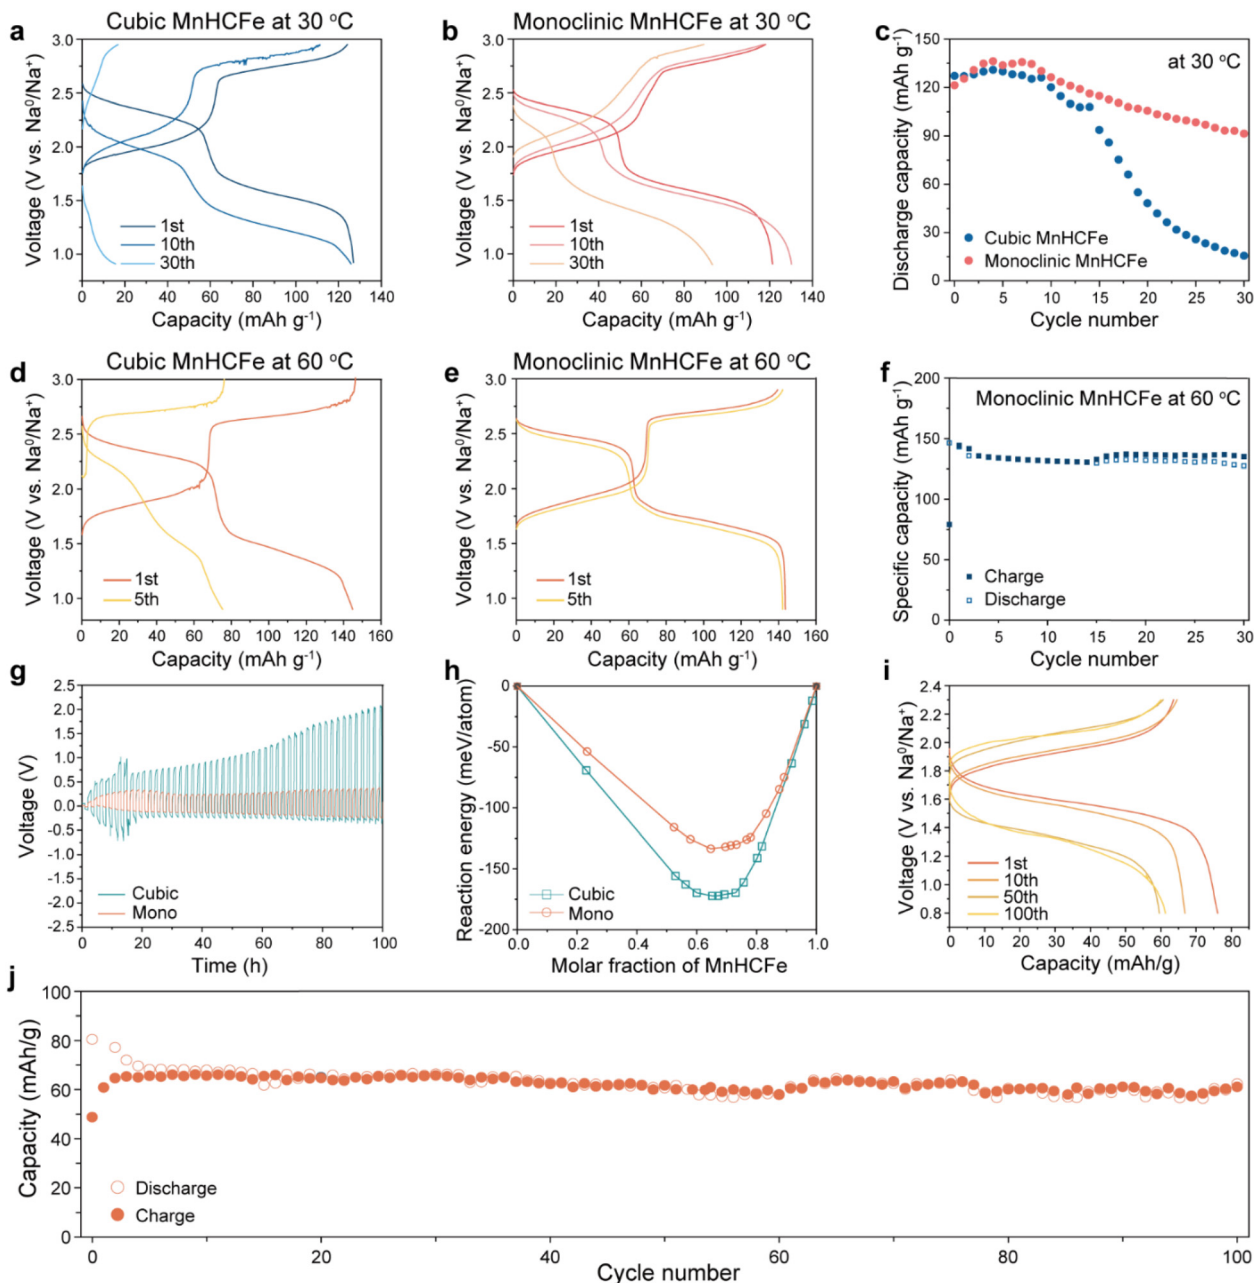 a
Cubic MnHCFe at 30 °C
Voltage (V vs. Na⁰/Na⁺)
3.0
2.5
2.0
1.5
1.0
1st
10th
30th
0 20 40 60 80 100 120 140
Capacity (mAh g⁻¹)
b
Monoclinic MnHCFe at 30 °C
Voltage (V vs. Na⁰/Na⁺)
3.0
2.5
2.0
1.5
1.0
1st
10th
30th
0 20 40 60 80 100 120 140
Capacity (mAh g⁻¹)
c
at 30 °C
Discharge capacity (mAh g⁻¹)
150
120
90
60
30
0
Cubic MnHCFe
Monoclinic MnHCFe
0 5 10 15 20 25 30
Cycle number
d
Cubic MnHCFe at 60 °C
Voltage (V vs. Na⁰/Na⁺)
3.0
2.5
2.0
1.5
1.0
1st
5th
0 20 40 60 80 100 120 140 160
Capacity (mAh g⁻¹)
e
Monoclinic MnHCFe at 60 °C
Voltage (V vs. Na⁰/Na⁺)
3.0
2.5
2.0
1.5
1.0
1st
5th
0 20 40 60 80 100 120 140 160
Capacity (mAh g⁻¹)
f
Monoclinic MnHCFe at 60 °C
Specific capacity (mAh g⁻¹)
200
150
100
50
0
Charge
Discharge
0 5 10 15 20 25 30
Cycle number
g
Voltage (V)
2.5
2.0
1.5
1.0
0.5
0.0
-0.5
-1.0
-1.5
-2.0
-2.5
Cubic
Mono
0 20 40 60 80 100
Time (h)
h
Reaction energy (meV/atom)
0
-50
-100
-150
-200
Cubic
Mono
0.0 0.2 0.4 0.6 0.8 1.0
Molar fraction of MnHCFe
i
Voltage (V vs. Na⁰/Na⁺)
2.4
2.2
2.0
1.8
1.6
1.4
1.2
1.0
0.8
1st
10th
50th
100th
0 10 20 30 40 50 60 70 80
Capacity (mAh/g)
j
Capacity (mAh/g)
100
80
60
40
20
0
Discharge
Charge
0 20 40 60 80 100
Cycle number